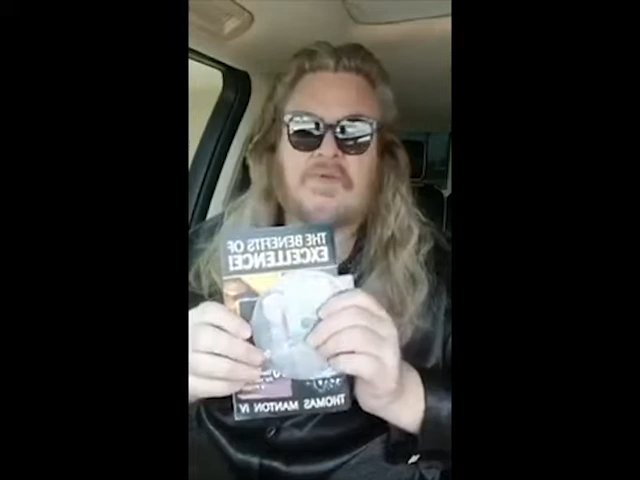 THE BENEFITS OF
EXCELLENCE!
THOMAS MANTON IV